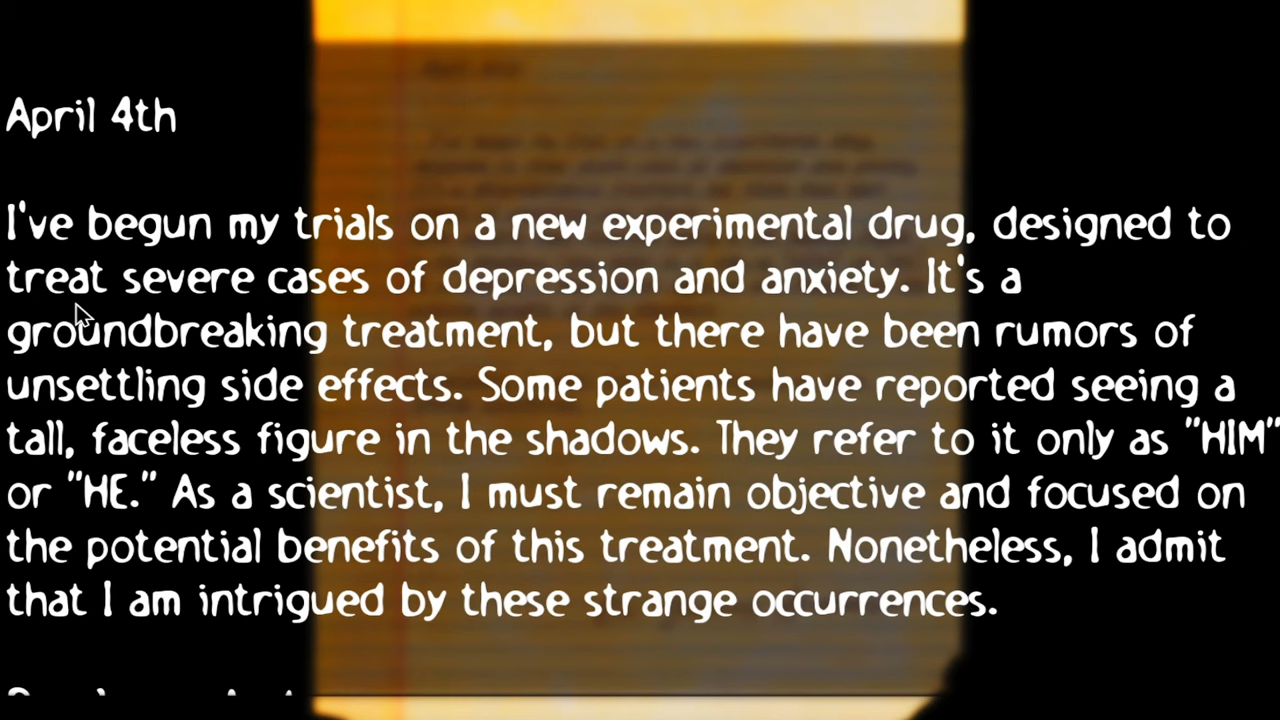 April 4th
I've begun my trials on a new experimental drug, designed to
treat severe cases of depression and anxiety. It's a
groundbreaking treatment, but there have been rumors of
unsettling side effects. Some patients have reported seeing a
tall, faceless figure in the shadows. They refer to it only as "HIM"
or "HE." As a scientist, I must remain objective and focused on
the potential benefits of this treatment. Nonetheless, I admit
that I am intrigued by these strange occurrences.